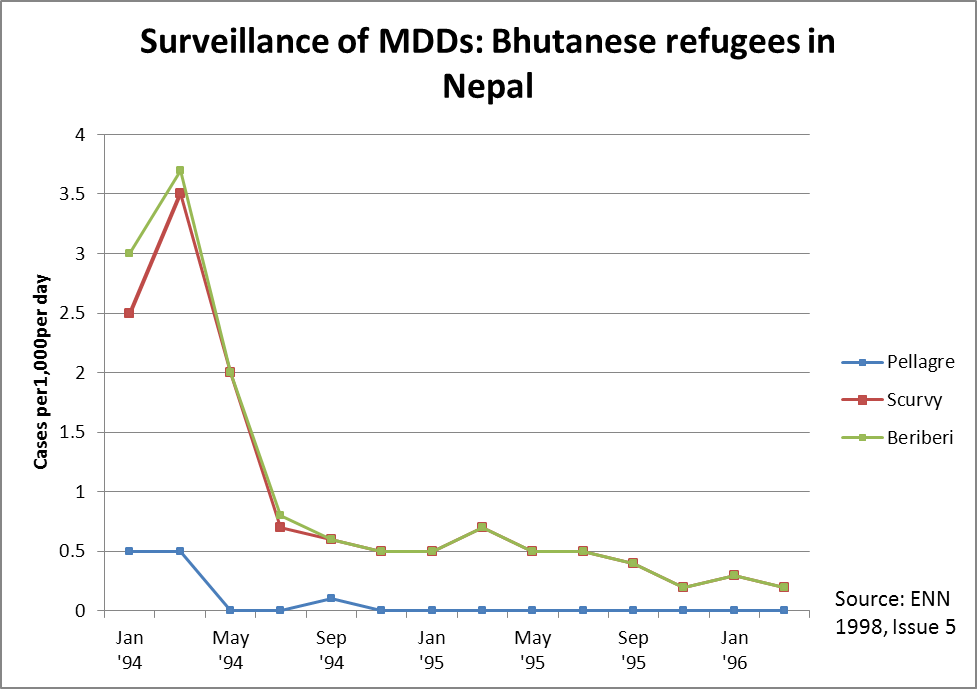 Surveillance of MDDs: Bhutanese refugees in
Nepal
Cases per1,000per day
4
3.5
3
2.5
2
1.5
1
0.5
0
Jan
'94
May
'94
Sep
'94
Jan
'95
May
'95
Sep
'95
Jan
'96
Pellagre
Scurvy
Beriberi
Source: ENN
1998, Issue 5